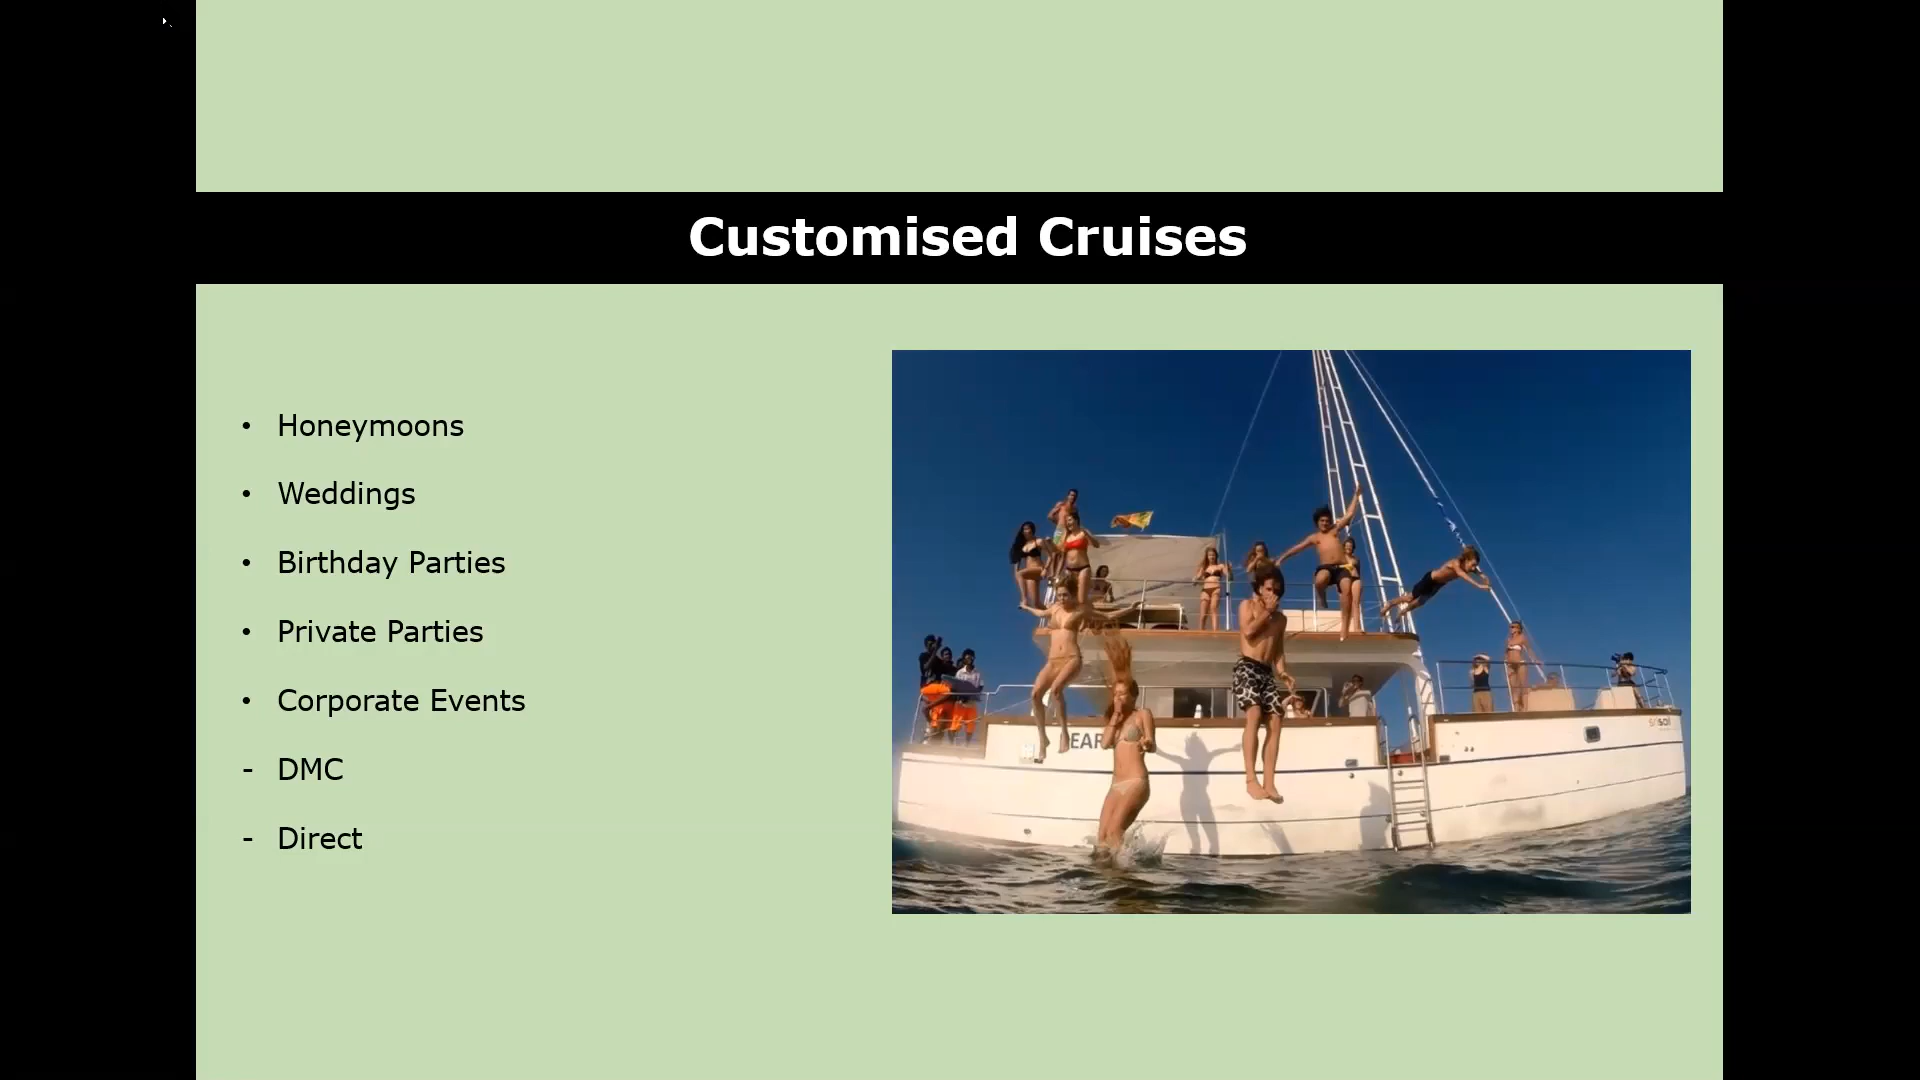 Customised Cruises
• Honeymoons
• Weddings
• Birthday Parties
• Private Parties
• Corporate Events
- DMC
- Direct